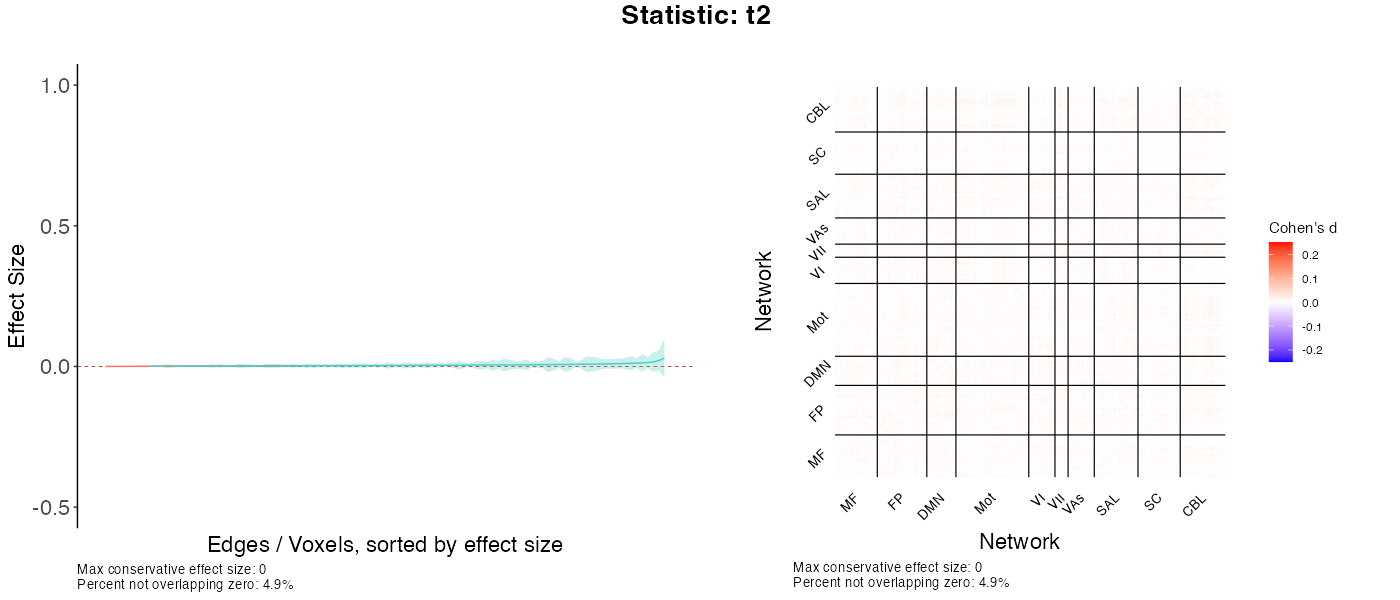 Statistic: t2
Effect Size
1.0
0.5
0.0
-0.5
Edges / Voxels, sorted by effect size
Max conservative effect size: 0
Percent not overlapping zero: 4.9%
Network
CBL
SC
SAL
VAs
VII
VI
Mot
DMN
FP
MF
MF
FP
DMN
Mot
VI
VII
VAs
SAL
SC
CBL
Network
Max conservative effect size: 0
Percent not overlapping zero: 4.9%
Cohen's d
0.2
0.1
0.0
-0.1
-0.2